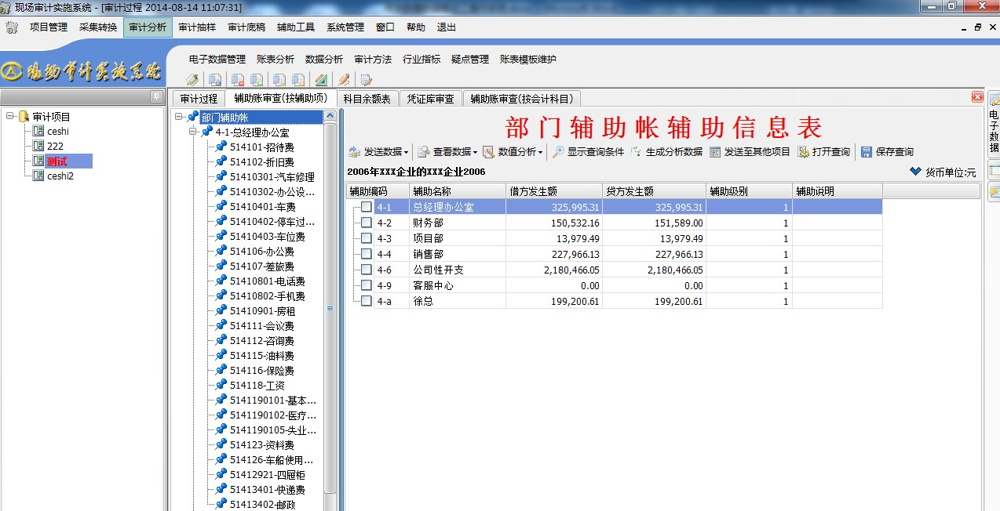 现场审计实施系统 - [审计过程 2014-08-14 11:07:31]
项目管理 采集转换 审计分析 审计抽样 审计底稿 辅助工具 系统管理 窗口 帮助 退出
现场审计实施系统
电子数据管理 账表分析 数据分析 审计方法 行业指标 疑点管理 账表模板维护
审计过程 辅助账审查(按辅助项) 科目余额表 凭证库审查 辅助账审查(按会计科目)
审计项目
ceshi
222
测试
ceshi2
部门辅助帐
4-1-总经理办公室
514101-招待费
514102-折旧费
51410301-汽车修理
51410302-办公设...
51410401-车费
51410402-停车过...
51410403-车位费
514106-办公费
514107-差旅费
51410801-电话费
51410802-手机费
51410901-房租
514111-会议费
514112-咨询费
514115-油料费
514116-保险费
514118-工资
5141190101-基本...
5141190102-医疗...
5141190105-失业...
514123-资料费
514126-车船使用...
51412921-四屉柜
51413401-快递费
51413402-邮政
部门辅助帐辅助信息表
发送数据 查看数据 数值分析 显示查询条件 生成分析数据 发送至其他项目 打开查询 保存查询
2006年XXX企业的XXX企业2006 货币单位:元
辅助编码 辅助名称 借方发生额 贷方发生额 辅助级别 辅助说明
4-1 总经理办公室 325,995.31 325,995.31 1
4-2 财务部 150,532.16 151,589.00 1
4-3 项目部 13,979.49 13,979.49 1
4-4 销售部 227,966.13 227,966.13 1
4-6 公司性开支 2,180,466.05 2,180,466.05 1
4-9 客服中心 0.00 0.00 1
4-a 徐总 199,200.61 199,200.61 1
电子数据